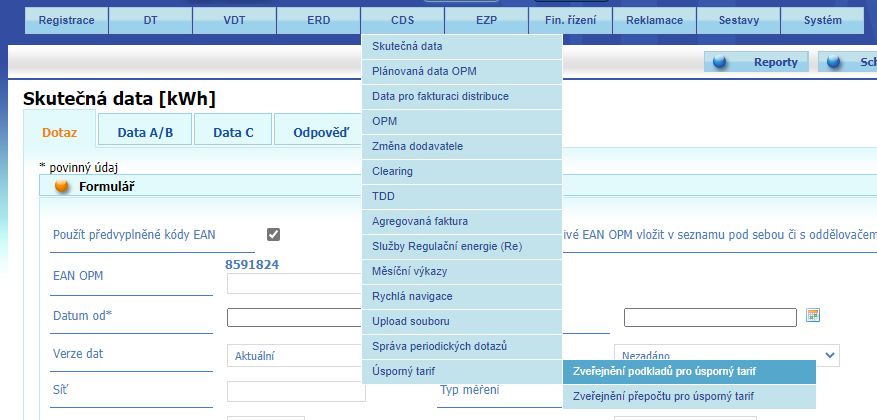 Registrace DT VDT ERD CDS EZP Fin. řízení Reklamace Sestavy Systém
Skutečná data
Plánovaná data OPM
Data pro fakturaci distribuce
OPM
Změna dodavatele
Clearing
TDD
Agregovaná faktura
Služby Regulační energie (Re)
Měsíční výkazy
Rychlá navigace
Upload souboru
Správa periodických dotazů
Úsporný tarif
Zveřejnění podkladů pro úsporný tarif
Zveřejnění přepočtu pro úsporný tarif
Reporty
Skutečná data [kWh]
Dotaz Data A/B Data C Odpověď
* povinný údaj
Formulář
Použít předvyplněné kódy EAN
EAN OPM vložit v seznamu pod sebou či s oddělovačem
8591824
EAN OPM
Datum od*
Verze dat Aktuální Nezadáno
Síť Typ měření